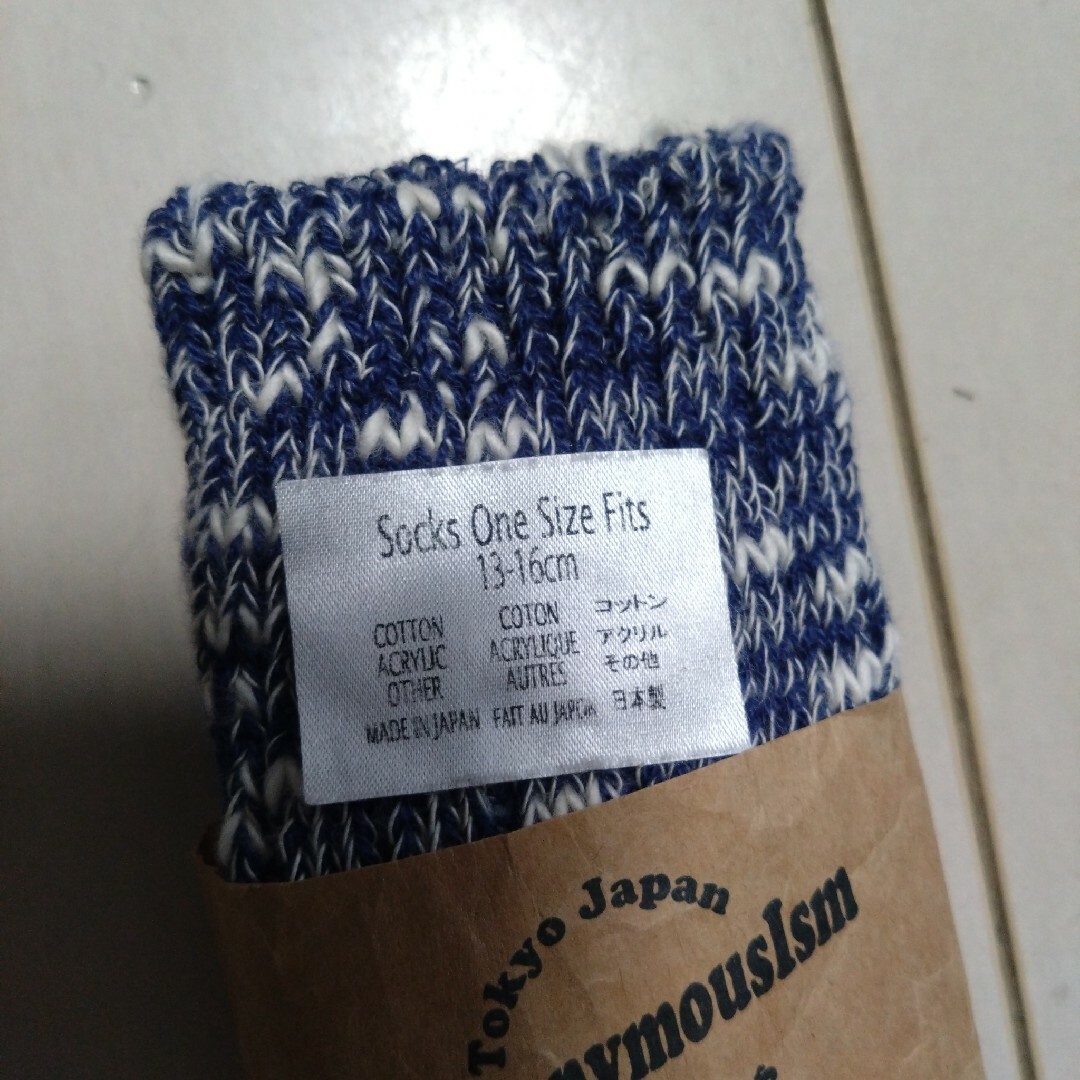 Socks One Size Fits
13-16cm
COTTON COTON コットン
ACRYLIC ACRYLIQUE アクリル
OTHER AUTRES その他
MADE IN JAPAN FAIT AU JAPON 日本製
Tokyo Japan
nymousIsm